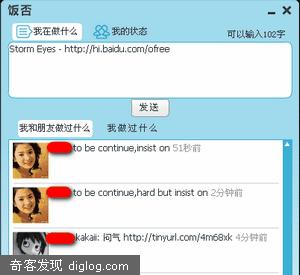 饭否
我在做什么 我的状态 可以输入102字
Storm Eyes - http://hi.baidu.com/ofree
发送
我和朋友做过什么 我做过什么
to be continue,insist on 51秒前
to be continue,hard but insist on 2分钟前
kakaii: 闷气 http://tinyurl.com/4m68xk 4分钟前
奇客发现 diglog.com